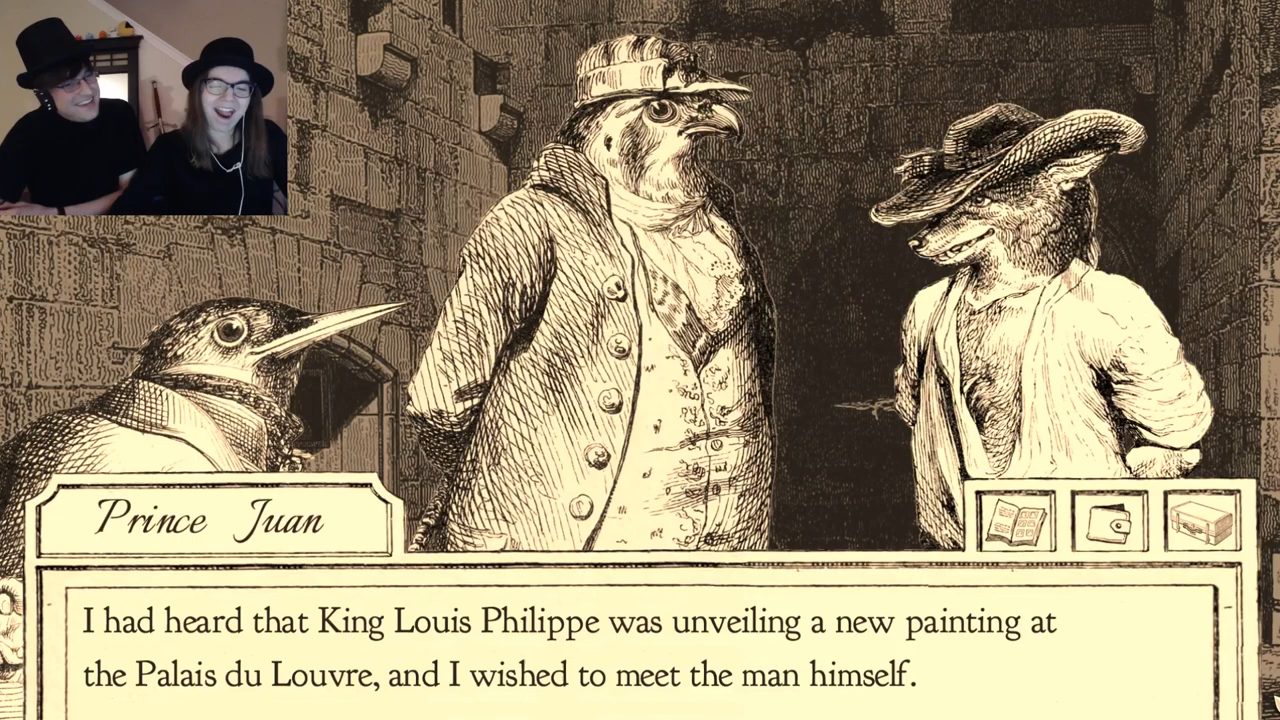 Prince Juan
I had heard that King Louis Philippe was unveiling a new painting at
the Palais du Louvre, and I wished to meet the man himself.